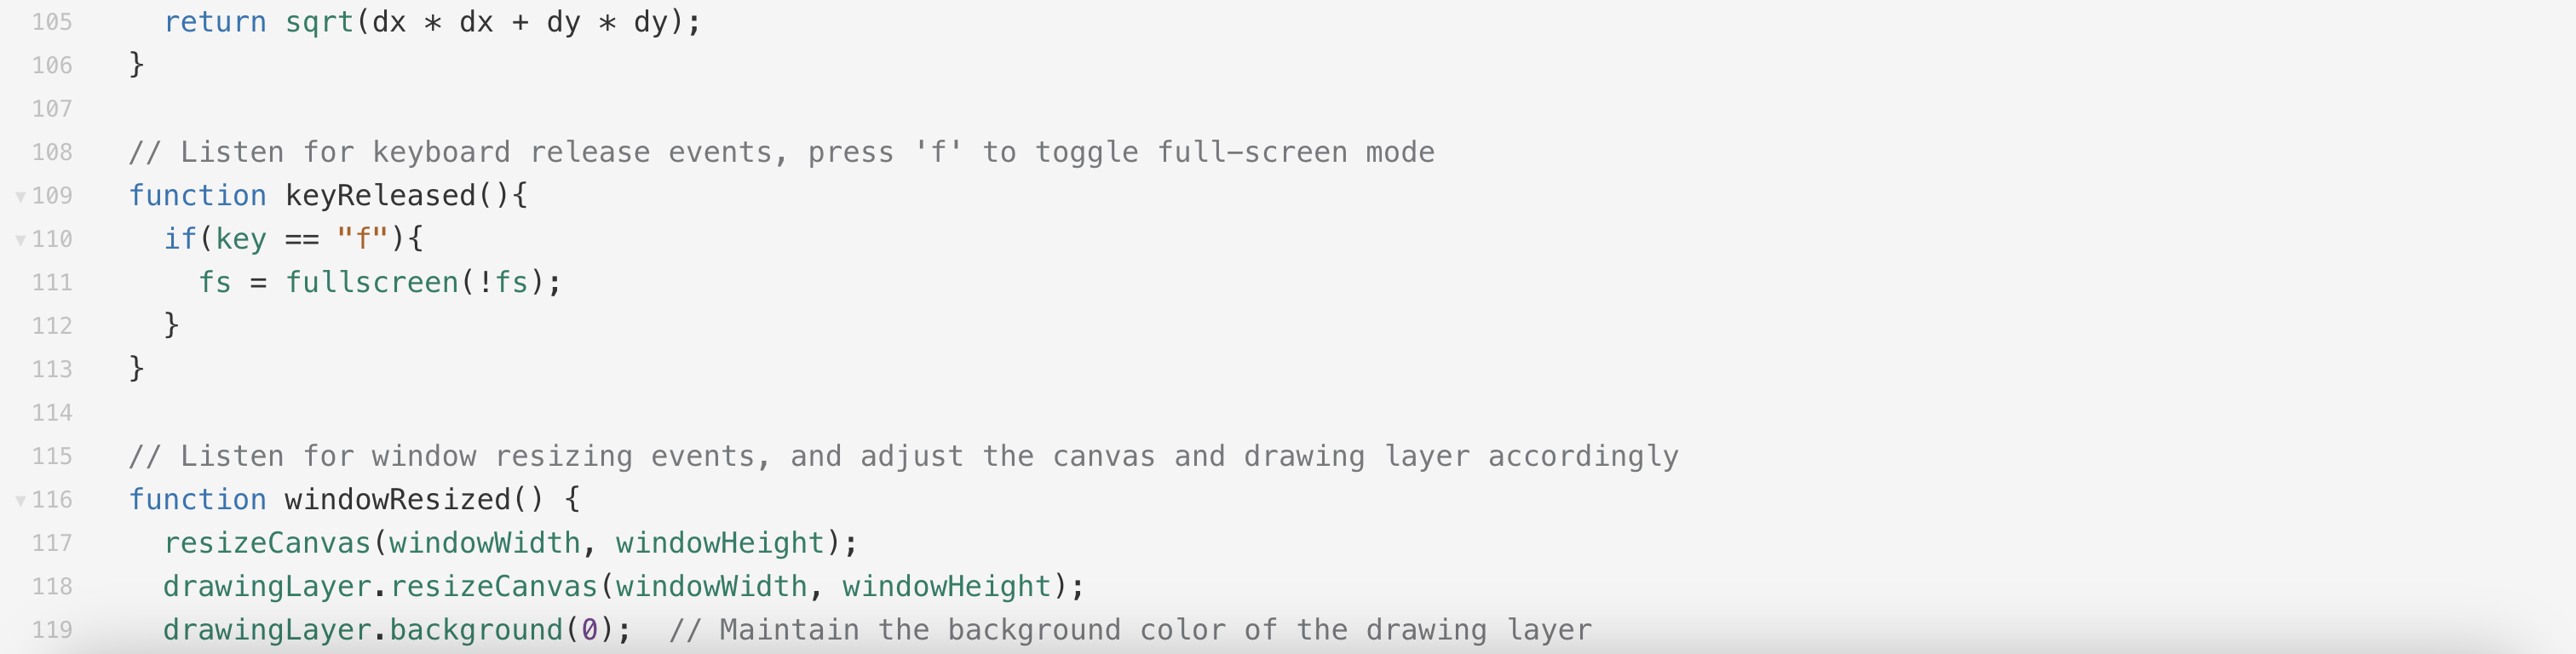 105 return sqrt(dx * dx + dy * dy);
106 }
107
108 // Listen for keyboard release events, press 'f' to toggle full-screen mode
109 function keyReleased(){
110 if(key == "f"){
111 fs = fullscreen(!fs);
112 }
113 }
114
115 // Listen for window resizing events, and adjust the canvas and drawing layer accordingly
116 function windowResized() {
117 resizeCanvas(windowWidth, windowHeight);
118 drawingLayer.resizeCanvas(windowWidth, windowHeight);
119 drawingLayer.background(0);  // Maintain the background color of the drawing layer